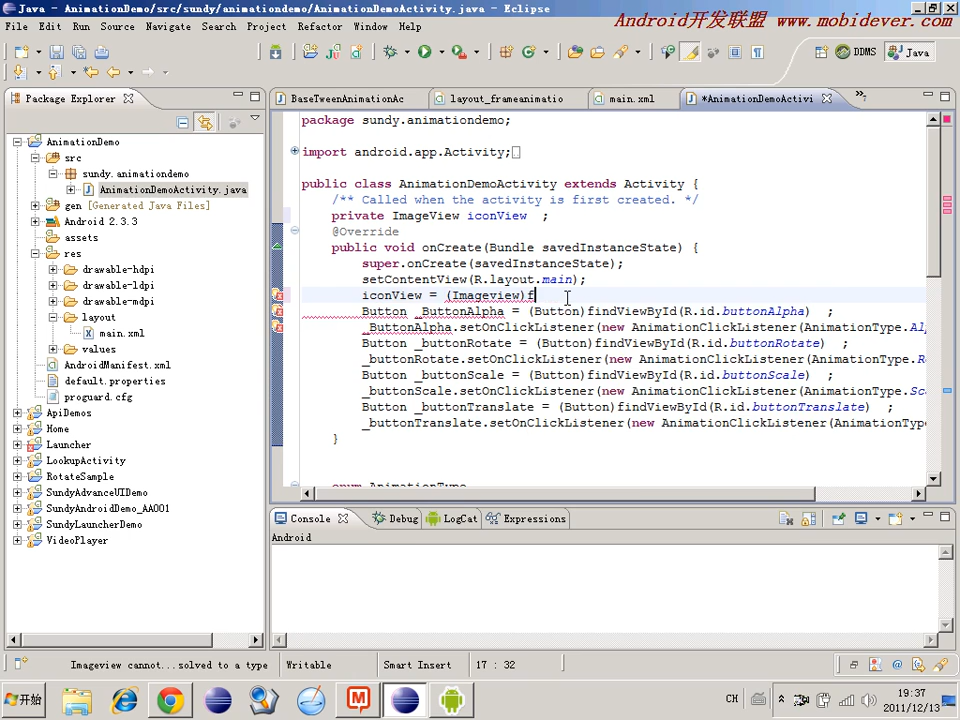 Java - AnimationDemo/src/sundy/animationdemo/AnimationDemoActivity.java - Eclipse
Android开发联盟 www.mobidever.com
File Edit Run Source Navigate Search Project Refactor Window Help
DDMS Java
Package Explorer
BaseTweenAnimationAc layout_frameanimatio main.xml *AnimationDemoActivi
AnimationDemo
src
sundy.animationdemo
AnimationDemoActivity.java
gen [Generated Java Files]
Android 2.3.3
assets
res
drawable-hdpi
drawable-ldpi
drawable-mdpi
layout
main.xml
values
AndroidManifest.xml
default.properties
proguard.cfg
ApiDemos
Home
Launcher
LookupActivity
RotateSample
SundyAdvanceUIDemo
SundyAndroidDemo_AA001
SundyLauncherDemo
VideoPlayer
package sundy.animationdemo;
import android.app.Activity;
public class AnimationDemoActivity extends Activity {
/** Called when the activity is first created. */
private ImageView iconView ;
@Override
public void onCreate(Bundle savedInstanceState) {
super.onCreate(savedInstanceState);
setContentView(R.layout.main);
iconView = (Imageview)f
Button _ButtonAlpha = (Button)findViewById(R.id.buttonAlpha) ;
_ButtonAlpha.setOnClickListener(new AnimationClickListener(AnimationType.Al
Button _buttonRotate = (Button)findViewById(R.id.buttonRotate) ;
_buttonRotate.setOnClickListener(new AnimationClickListener(AnimationType.R
Button _buttonScale = (Button)findViewById(R.id.buttonScale) ;
_buttonScale.setOnClickListener(new AnimationClickListener(AnimationType.Sc
Button _buttonTranslate = (Button)findViewById(R.id.buttonTranslate) ;
_buttonTranslate.setOnClickListener(new AnimationClickListener(AnimationType
}
enum AnimationType
Console Debug LogCat Expressions
Android
Imageview cannot...solved to a type Writable Smart Insert 17 : 32
开始 CH 19:37
2011/12/13